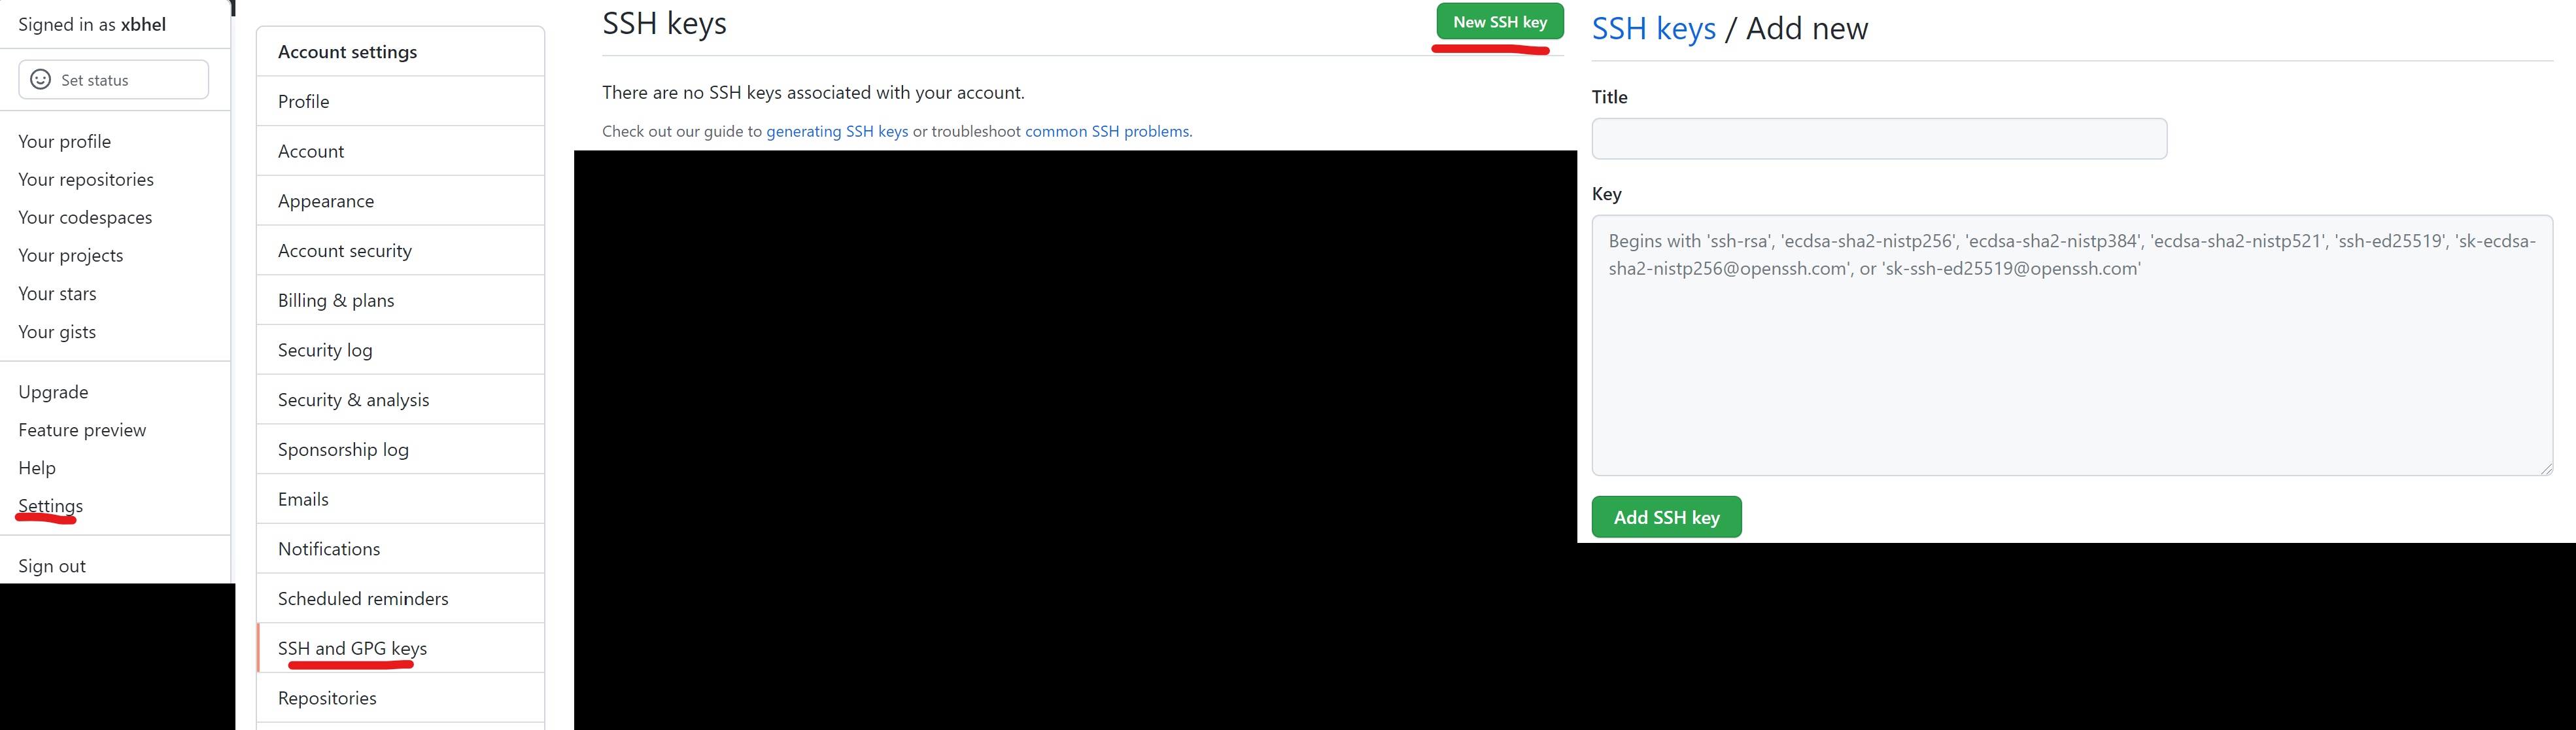 Signed in as xbhel
Set status
Your profile
Your repositories
Your codespaces
Your projects
Your stars
Your gists
Upgrade
Feature preview
Help
Settings
Sign out
Account settings
Profile
Account
Appearance
Account security
Billing & plans
Security log
Security & analysis
Sponsorship log
Emails
Notifications
Scheduled reminders
SSH and GPG keys
Repositories
SSH keys
New SSH key
There are no SSH keys associated with your account.
Check out our guide to generating SSH keys or troubleshoot common SSH problems.
SSH keys / Add new
Title
Key
Begins with 'ssh-rsa', 'ecdsa-sha2-nistp256', 'ecdsa-sha2-nistp384', 'ecdsa-sha2-nistp521', 'ssh-ed25519', 'sk-ecdsa-
sha2-nistp256@openssh.com', or 'sk-ssh-ed25519@openssh.com'
Add SSH key